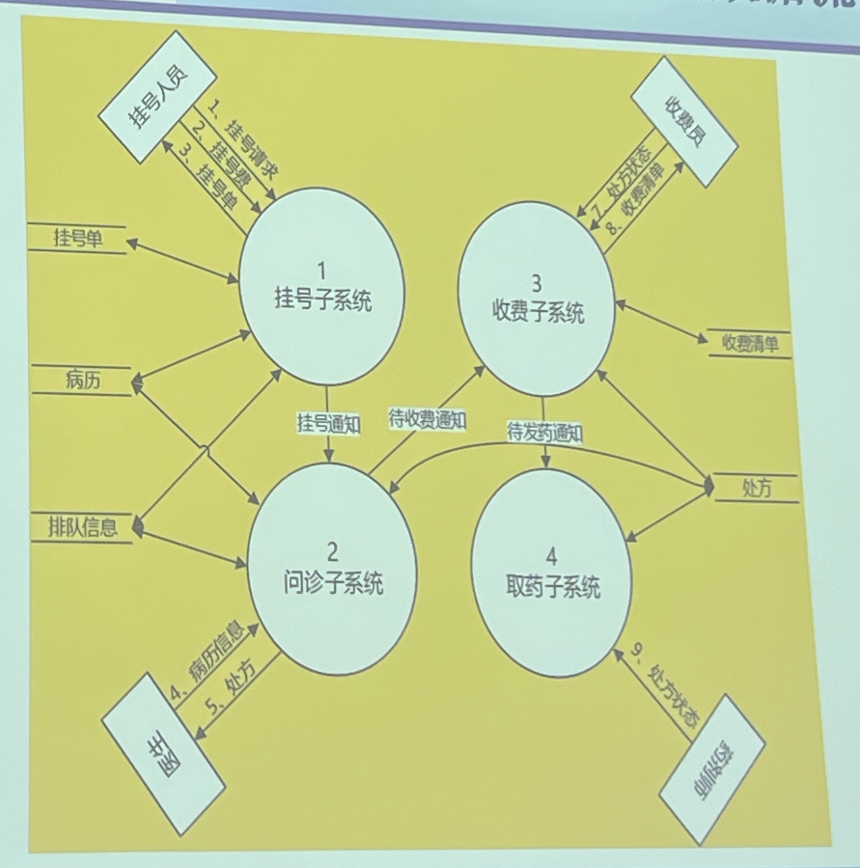 挂号人员
收费员
1、挂号请求
2、挂号费
3、挂号单
7、处方状态
8、收费清单
挂号单
1
挂号子系统
3
收费子系统
收费清单
病历
挂号通知
待收费通知
待发药通知
处方
排队信息
2
问诊子系统
4
取药子系统
4、病历信息
5、处方
9、处方状态
医生
药剂师